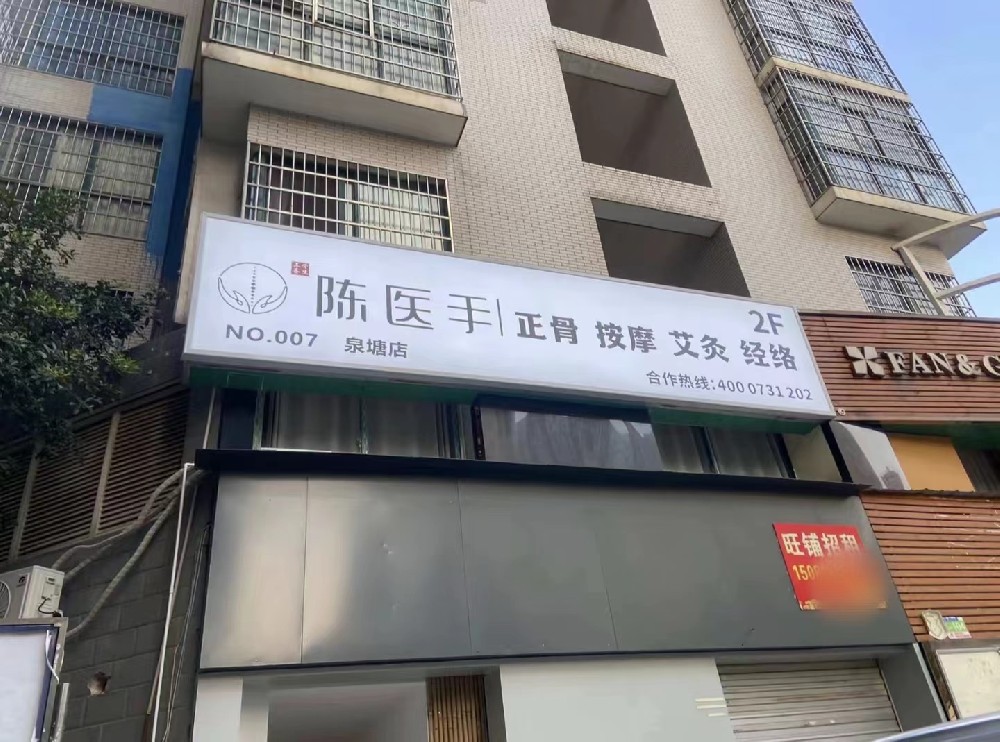 陈医手 正骨 按摩 艾灸 经络 2F
NO.007 泉塘店
合作热线:400 0731 202
FAN&
旺铺招租
150